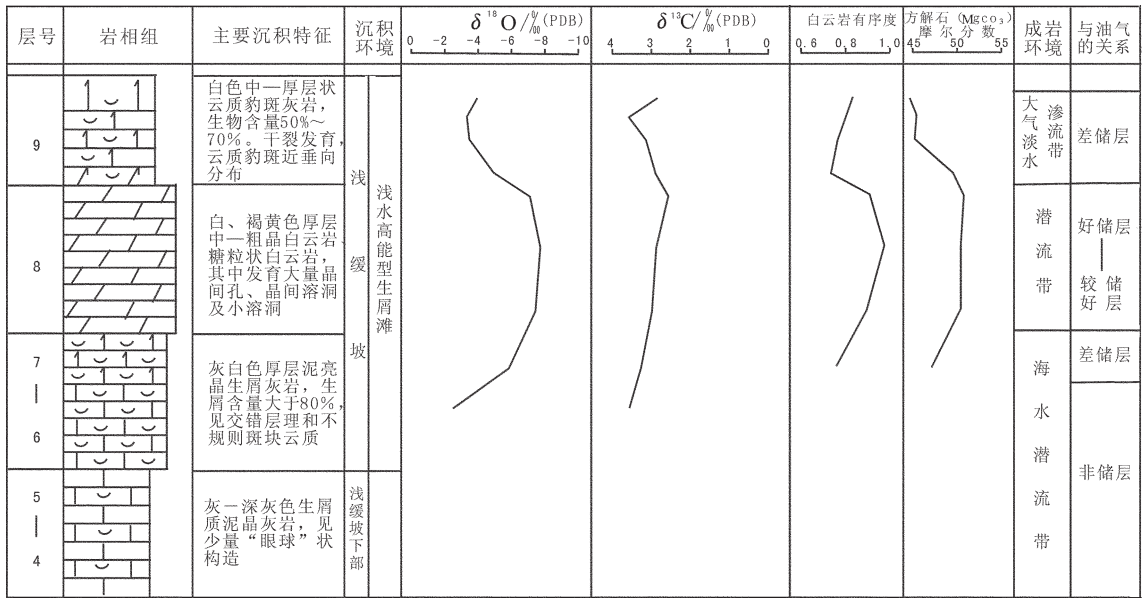 层号
岩相组
主要沉积特征
沉积
环境
δ ¹⁸O/‰(PDB)
0 −2 −4 −6 −8 −10
δ ¹³C/‰(PDB)
4 3 2 1 0
白云岩有序度
0.6 0.8 1.0
方解石(Mgco₃)
摩尔分数
45 50 55
成岩
环境
与油气
的关系
9
白色中—厚层状
云质豹斑灰岩,
生物含量50%~
70%。干裂发育,
云质豹斑近垂向
分布
大气淡水
渗流带
差储层
8
白、褐黄色厚层
中—粗晶白云岩、
糖粒状白云岩,
其中发育大量晶
间孔、晶间溶洞
及小溶洞
浅缓坡
浅水高能型生屑滩
潜流带
好储层
|
较储
好层
7
|
6
灰白色厚层泥亮
晶生屑灰岩,生
屑含量大于80%,
见交错层理和不
规则斑块云质
海水潜流带
差储层
非储层
5
|
4
灰—深灰色生屑
质泥晶灰岩,见
少量“眼球”状
构造
浅缓坡下部